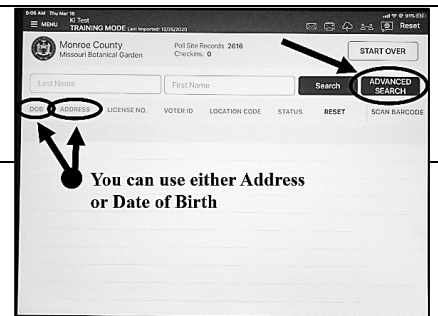 9:06 AM Thu Mar 18
91%
MENU
KI Test
TRAINING MODE Last Imported: 12/25/2020
Reset
Monroe County
Missouri Botanical Garden
Poll Site Records 2616
Checkins: 0
START OVER
Last Name
First Name
Search
ADVANCED
SEARCH
DOB ADDRESS LICENSE NO. VOTER ID LOCATION CODE STATUS RESET SCAN BARCODE
You can use either Address
or Date of Birth